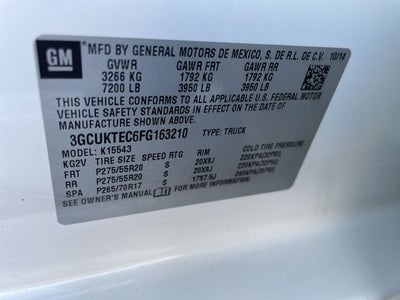 GM
MFD BY GENERAL MOTORS DE MEXICO, S. DE R.L. DE C.V. 10/14
GVWR GAWR FRT GAWR RR
3266 KG 1792 KG 1792 KG
7200 LB 3950 LB 3950 LB
THIS VEHICLE CONFORMS TO ALL APPLICABLE U.S. FEDERAL MOTOR
VEHICLE SAFETY STANDARDS IN EFFECT ON THE DATE OF
MANUFACTURE SHOWN ABOVE.
3GCUKTEC6FG163210 TYPE: TRUCK
MODEL: K15543
KG2V TIRE SIZE SPEED RTG RIM COLD TIRE PRESSURE
FRT P275/55R20 S 20X9J 220KPA(32PSI)
RR P275/55R20 S 20X9J 220KPA(32PSI)
SPA P265/70R17 S 17X7.5J 240KPA(35PSI)
SEE OWNER'S MANUAL FOR MORE INFORMATION.